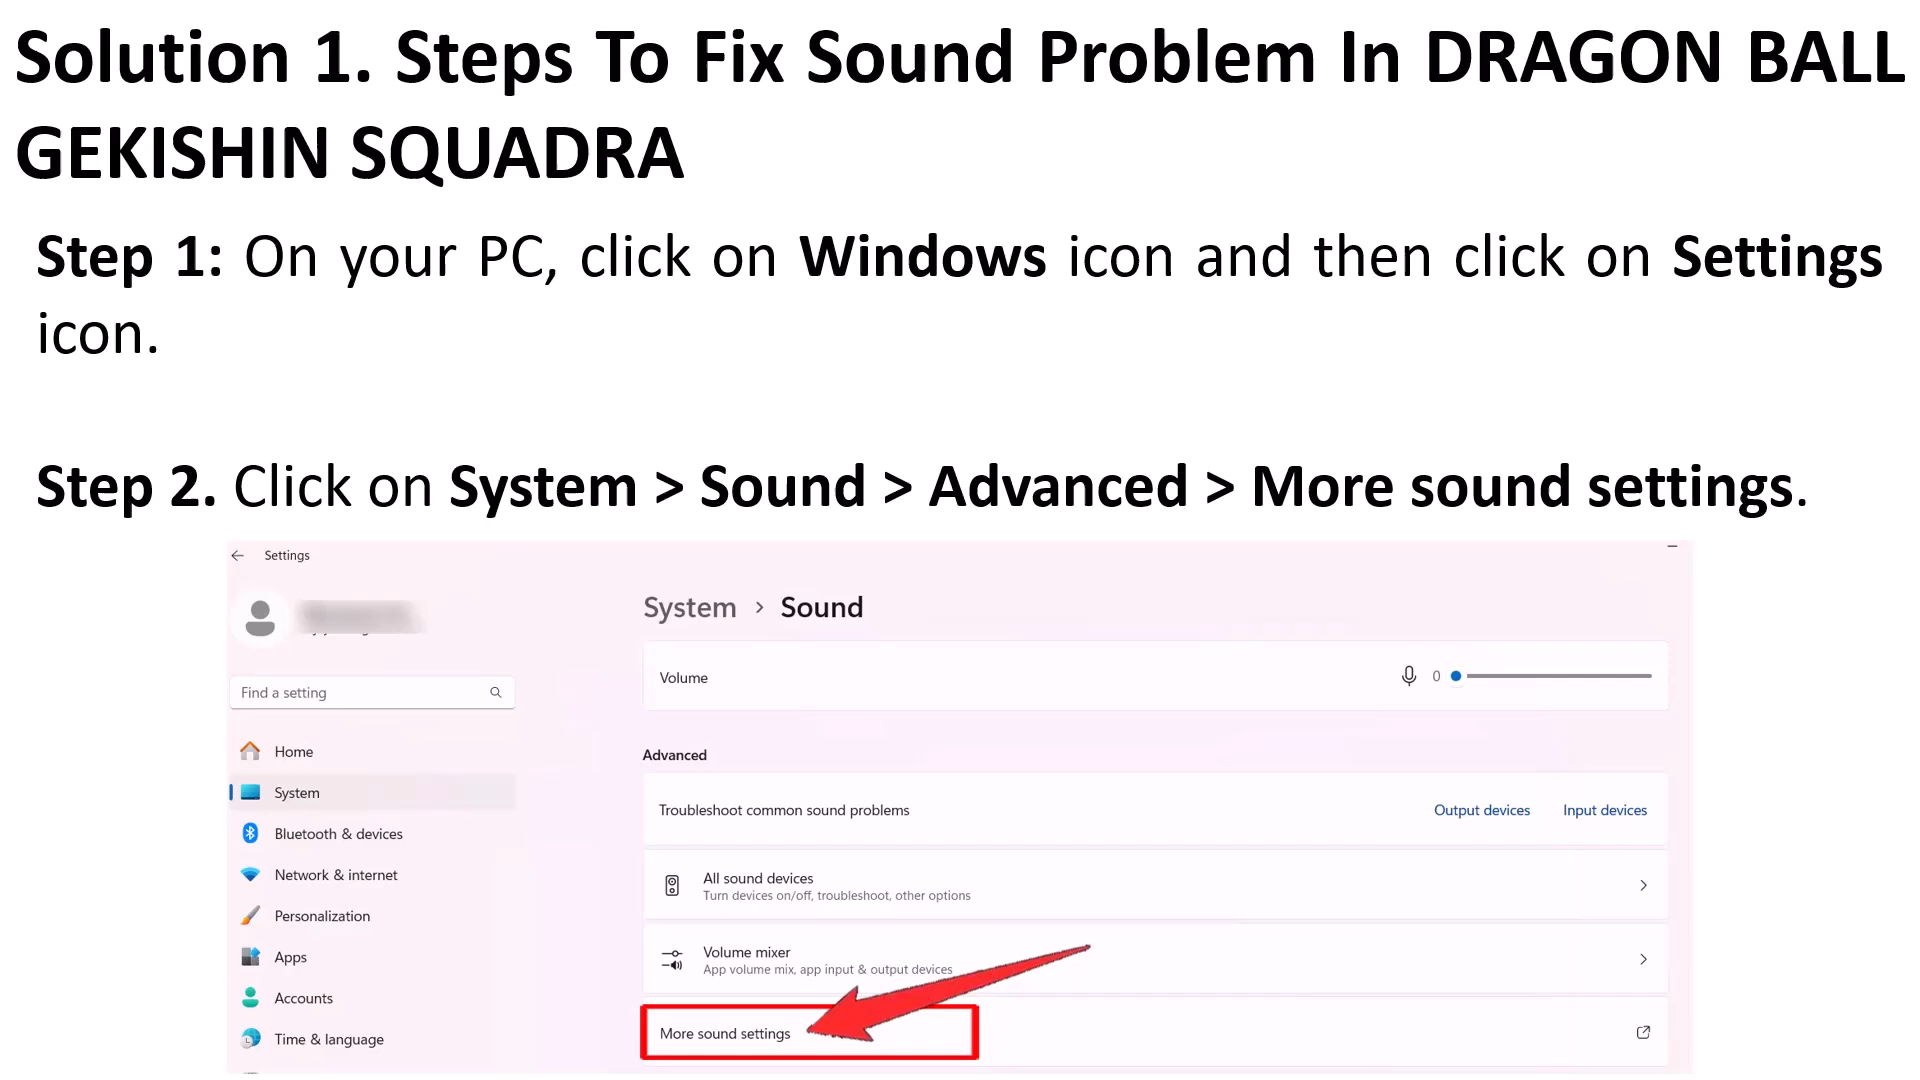 Solution 1. Steps To Fix Sound Problem In DRAGON BALL
GEKISHIN SQUADRA
Step 1: On your PC, click on Windows icon and then click on Settings
icon.
Step 2. Click on System > Sound > Advanced > More sound settings.
Settings
System > Sound
Volume
0
Find a setting
Home
System
Bluetooth & devices
Network & internet
Personalization
Apps
Accounts
Time & language
Advanced
Troubleshoot common sound problems
Output devices
Input devices
All sound devices
Turn devices on/off, troubleshoot, other options
Volume mixer
App volume mix, app input & output devices
More sound settings